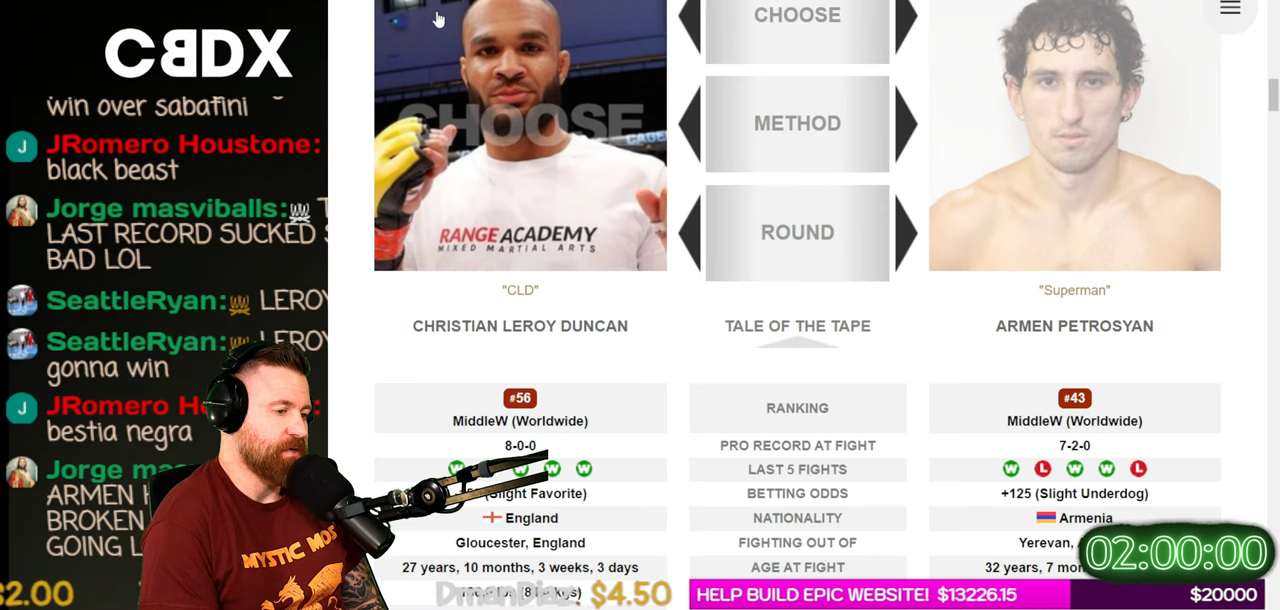 CBDX
win over sabatini
JRomero Houstone:
black beast
Jorge masviballs:
LAST RECORD SUCKED
BAD LOL
SeattleRyan:
SeattleRyan:
gonna win
bestia negra
ARMEN
BROKEN
GOING
MYSTIC
$2.00
$4.50
CHOOSE
RANGE ACADEMY
MIXED MARTIAL ARTS
CHOOSE
METHOD
ROUND
"CLD"
"Superman"
CHRISTIAN LEROY DUNCAN
TALE OF THE TAPE
ARMEN PETROSYAN
#56
MiddleW (Worldwide)
RANKING
#43
MiddleW (Worldwide)
8-0-0
PRO RECORD AT FIGHT
7-2-0
W W W
LAST 5 FIGHTS
W L W W L
(Slight Favorite)
BETTING ODDS
+125 (Slight Underdog)
England
NATIONALITY
Armenia
Gloucester, England
FIGHTING OUT OF
Yerevan,
27 years, 10 months, 3 weeks, 3 days
AGE AT FIGHT
32 years, 7
02:00:00
HELP BUILD EPIC WEBSITE! $13226.15
$20000